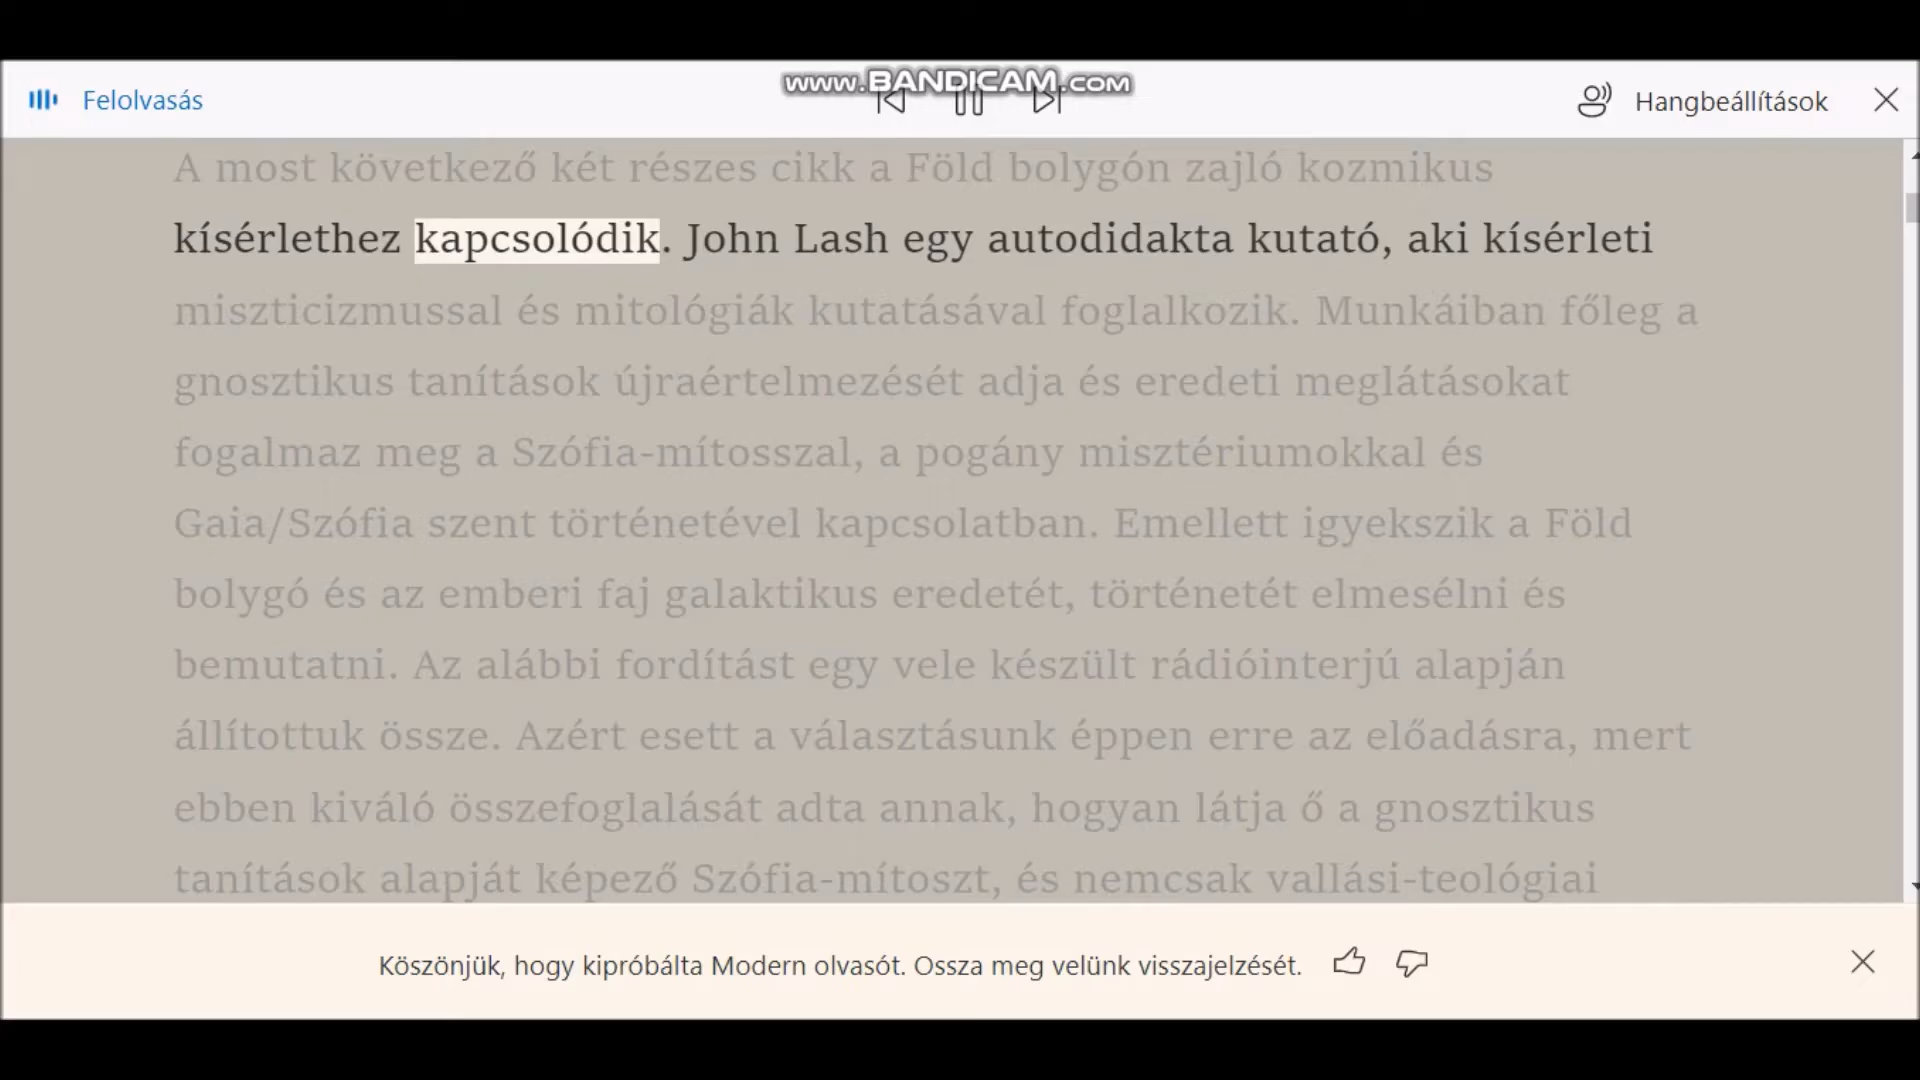 www.BANDICAM.com
Felolvasás
Hangbeállítások
A most következő két részes cikk a Föld bolygón zajló kozmikus
kísérlethez kapcsolódik. John Lash egy autodidakta kutató, aki kísérleti
miszticizmussal és mitológiák kutatásával foglalkozik. Munkáiban főleg a
gnosztikus tanítások újraértelmezését adja és eredeti meglátásokat
fogalmaz meg a Szófia-mítosszal, a pogány misztériumokkal és
Gaia/Szófia szent történetével kapcsolatban. Emellett igyekszik a Föld
bolygó és az emberi faj galaktikus eredetét, történetét elmesélni és
bemutatni. Az alábbi fordítást egy vele készült rádióinterjú alapján
állítottuk össze. Azért esett a választásunk éppen erre az előadásra, mert
ebben kiváló összefoglalását adta annak, hogyan látja ő a gnosztikus
tanítások alapját képező Szófia-mítoszt, és nemcsak vallási-teológiai
Köszönjük, hogy kipróbálta Modern olvasót. Ossza meg velünk visszajelzését.